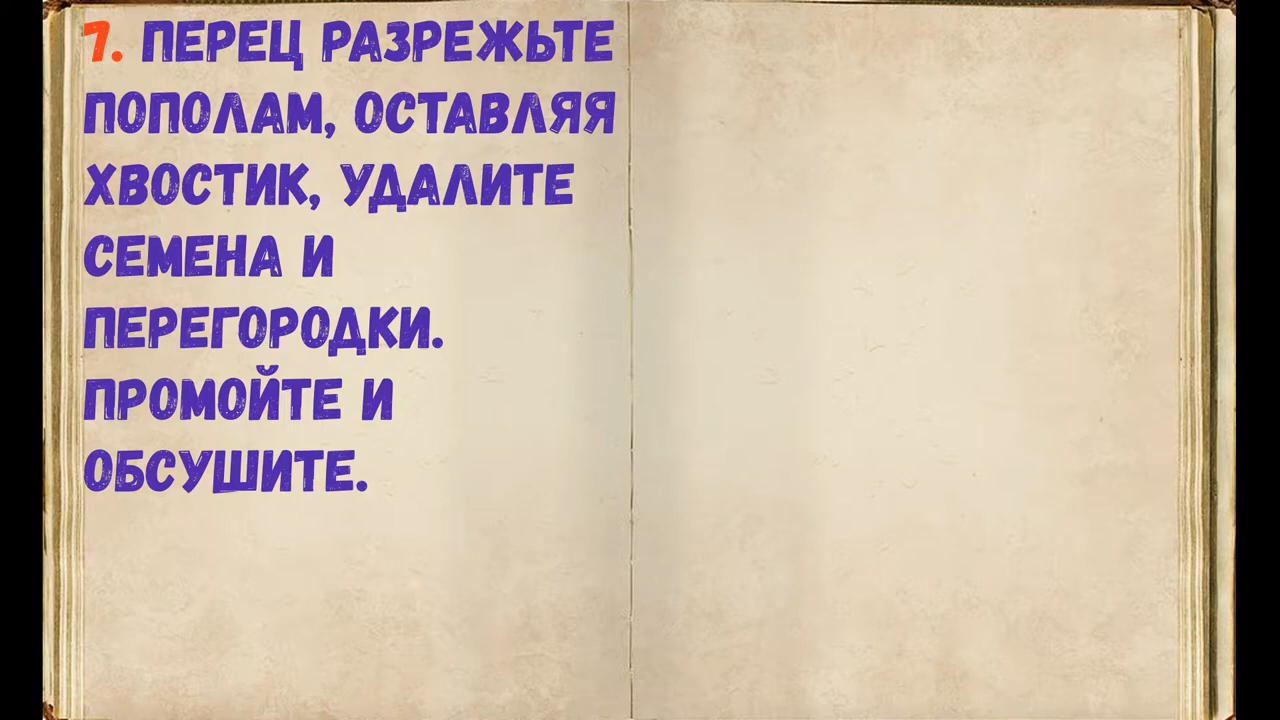 7. ПЕРЕЦ РАЗРЕЖЬТЕ
ПОПОЛАМ, ОСТАВЛЯЯ
ХВОСТИК, УДАЛИТЕ
СЕМЕНА И
ПЕРЕГОРОДКИ.
ПРОМОЙТЕ И
ОБСУШИТЕ.